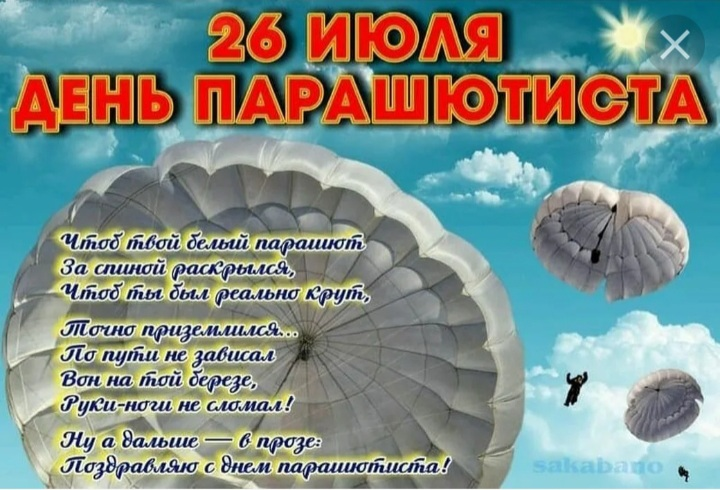 26 ИЮЛЯ
ДЕНЬ ПАРАШЮТИСТА
Чтоб твой белый парашют
За спиной раскрылся,
Чтоб ты был реально крут,
Точно приземлился...
По пути не зависал
Вон на той березе,
Руки-ноги не сломал!
Ну а дальше — в прозе:
Поздравляю с днем парашютиста!
sakabano